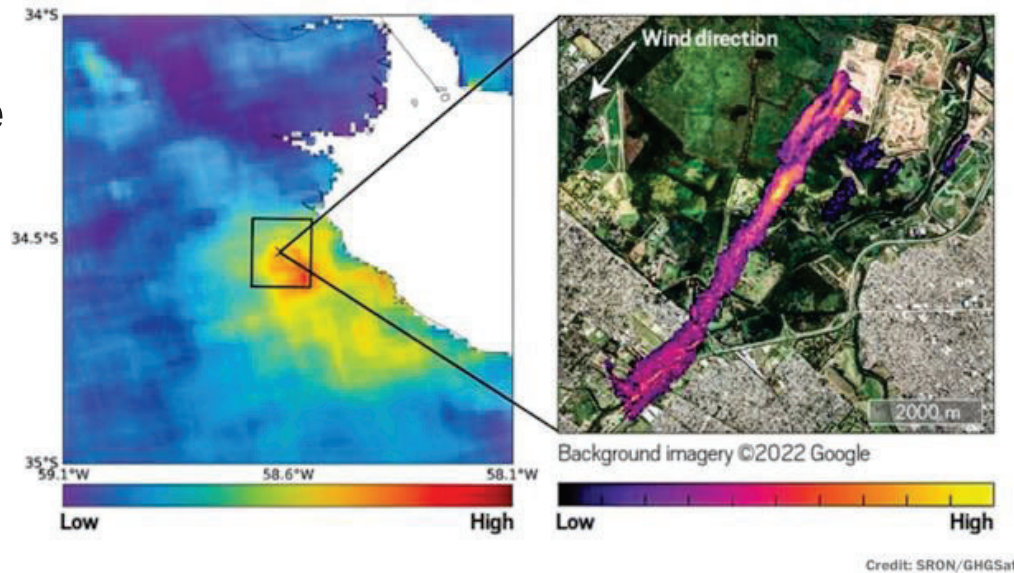 34°S
34.5°S
35°S
59.1°W 58.6°W 58.1°W
Low High
Wind direction
2000 m
Background imagery ©2022 Google
Low High
Credit: SRON/GHGSat